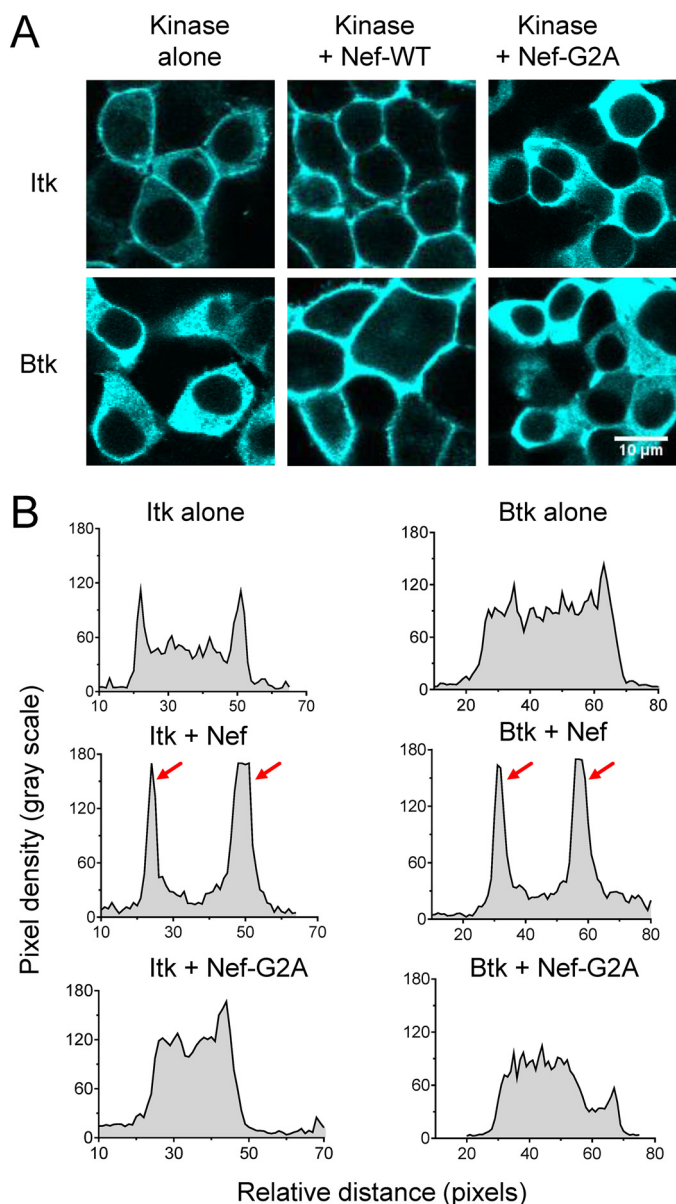 A
Kinase alone
Kinase + Nef-WT
Kinase + Nef-G2A
Itk
Btk
10 µm
B
Itk alone
Btk alone
180
120
60
0
10 30 50 70
180
120
60
0
20 40 60 80
Itk + Nef
Btk + Nef
180
120
60
0
10 30 50 70
180
120
60
0
20 40 60 80
Itk + Nef-G2A
Btk + Nef-G2A
180
120
60
0
10 30 50 70
180
120
60
0
20 40 60 80
Pixel density (gray scale)
Relative distance (pixels)